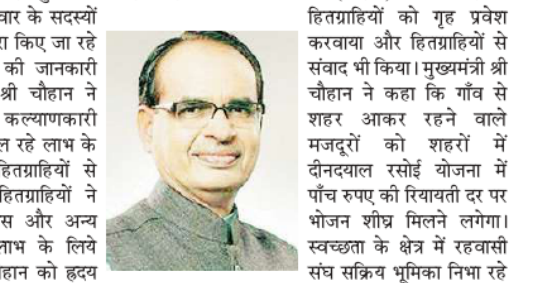 वार के सदस्यों
रा किए जा रहे
की जानकारी
श्री चौहान ने
कल्याणकारी
ल रहे लाभ के
हितग्राहियों से
हितग्राहियों ने
स और अन्य
लाभ के लिये
हान को हृदय
हितग्राहियों को गृह प्रवेश
करवाया और हितग्राहियों से
संवाद भी किया। मुख्यमंत्री श्री
चौहान ने कहा कि गाँव से
शहर आकर रहने वाले
मजदूरों को शहरों में
दीनदयाल रसोई योजना में
पाँच रुपए की रियायती दर पर
भोजन शीघ्र मिलने लगेगा।
स्वच्छता के क्षेत्र में रहवासी
संघ सक्रिय भूमिका निभा रहे